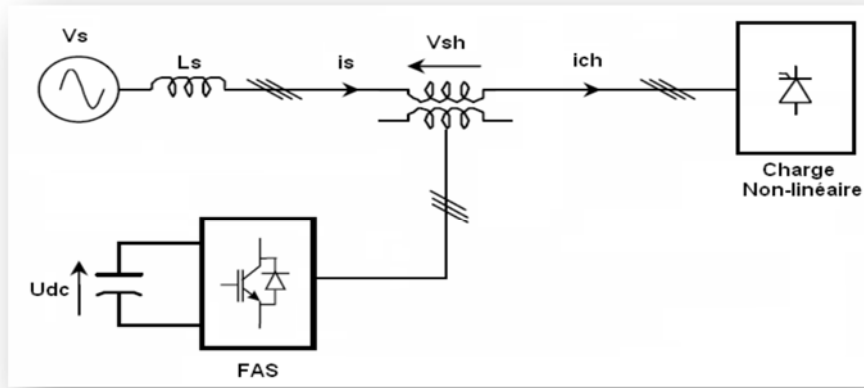 Vs
Ls
is
Vsh
ich
Charge
Non-linéaire
Udc
FAS